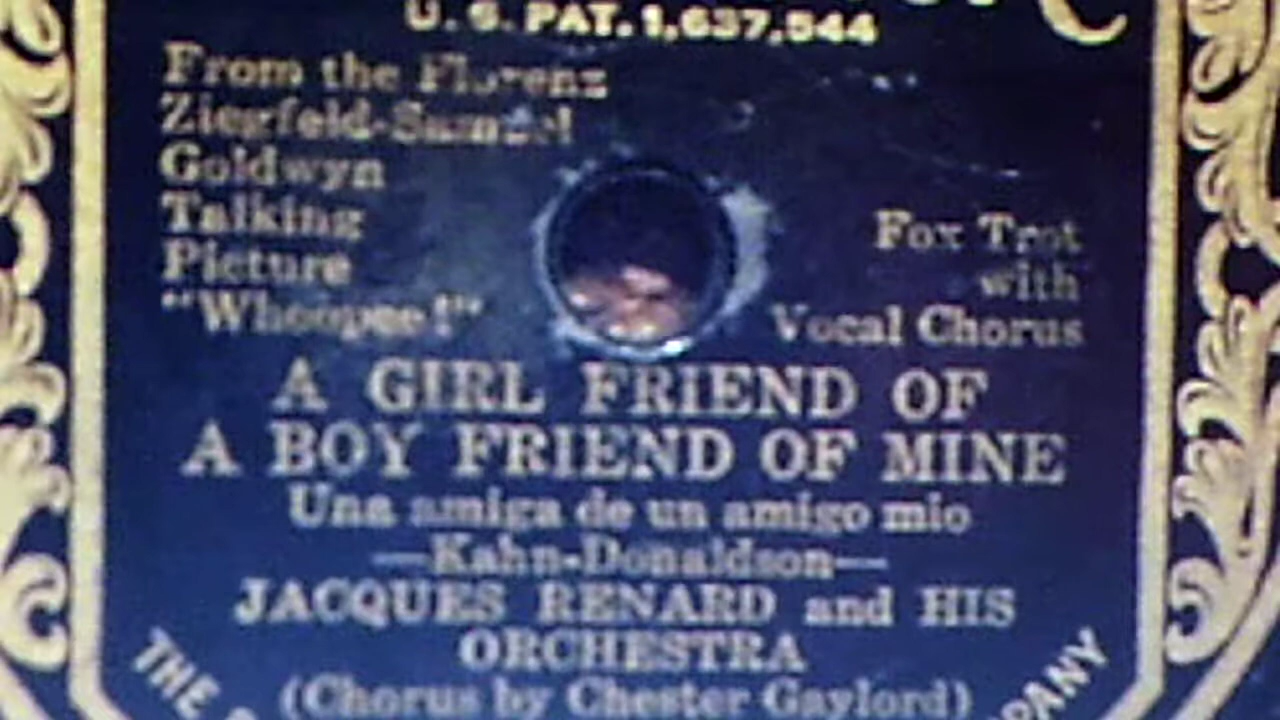 U. S. PAT. 1,637,544
From the Florenz
Ziegfeld-Samuel
Goldwyn
Talking
Picture
"Whoopee!"
Fox Trot
with
Vocal Chorus
A GIRL FRIEND OF
A BOY FRIEND OF MINE
Una amiga de un amigo mio
—Kahn-Donaldson—
JACQUES RENARD and HIS
ORCHESTRA
(Chorus by Chester Gaylord)
THE